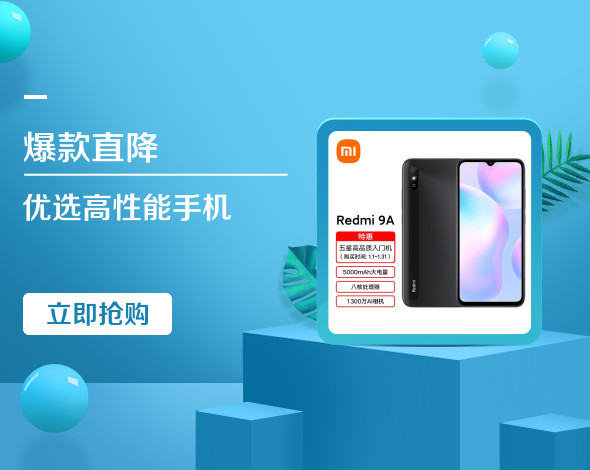 爆款直降
优选高性能手机
立即抢购
mi
Redmi 9A
特惠
五星高品质入门机
(购买时间: 1.1-1.31)
5000mAh大电量
八核处理器
1300万AI相机
Redmi